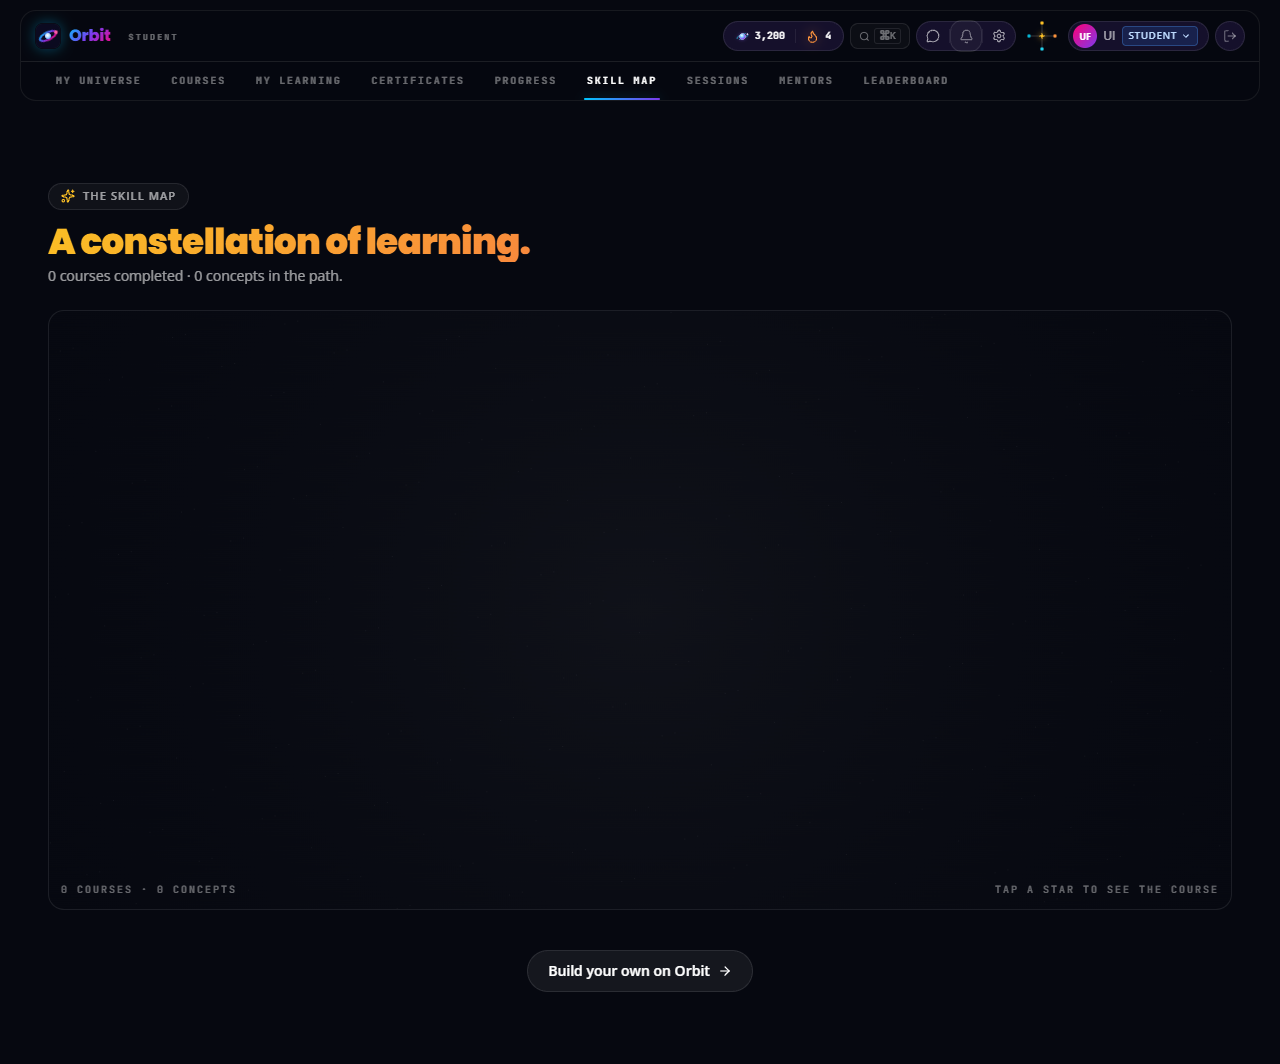 Orbit
STUDENT
3,200
4
⌘K
UF
UI
STUDENT
MY UNIVERSE
COURSES
MY LEARNING
CERTIFICATES
PROGRESS
SKILL MAP
SESSIONS
MENTORS
LEADERBOARD
THE SKILL MAP
A constellation of learning.
0 courses completed · 0 concepts in the path.
0 COURSES · 0 CONCEPTS
TAP A STAR TO SEE THE COURSE
Build your own on Orbit